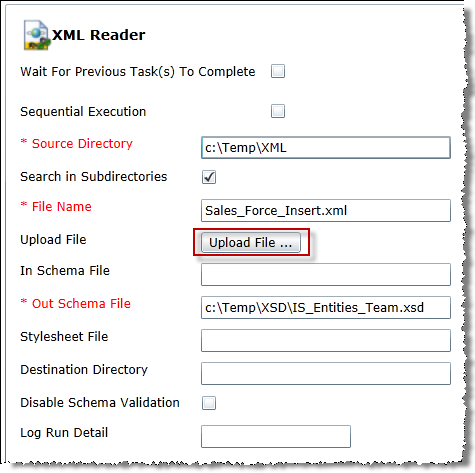 XML Reader
Wait For Previous Task(s) To Complete
Sequential Execution
* Source Directory c:\Temp\XML
Search in Subdirectories
* File Name Sales_Force_Insert.xml
Upload File Upload File ...
In Schema File
* Out Schema File c:\Temp\XSD\IS_Entities_Team.xsd
Stylesheet File
Destination Directory
Disable Schema Validation
Log Run Detail